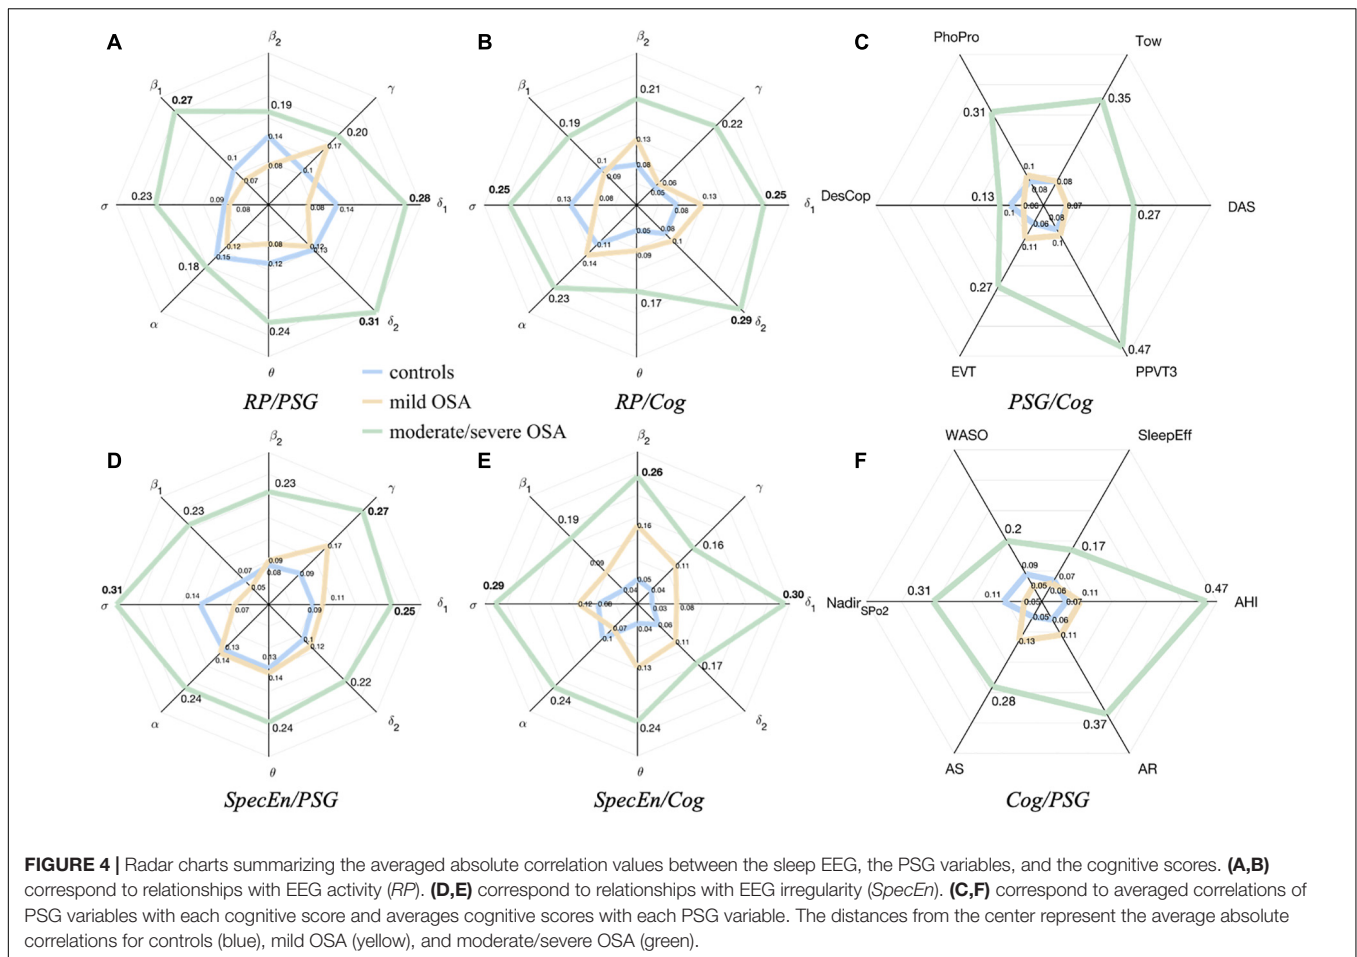 A
β2
β1
0.27
0.19
γ
0.20
0.14
0.17
0.1
0.08
0.1
0.07
σ
0.23
0.09
0.08
0.14
0.28
δ1
0.12
0.15
0.08
0.12
0.12
0.13
0.18
α
0.24
0.31
δ2
θ
RP/PSG
B
β2
β1
0.21
γ
0.19
0.22
0.13
0.1
0.08
0.09
0.06
0.05
0.25
σ
0.13
0.08
0.13
0.08
0.25
δ1
0.05
0.08
0.11
0.1
0.14
0.09
0.23
0.17
0.29
δ2
α
θ
RP/Cog
C
PhoPro
Tow
0.31
0.35
0.1
0.08
0.08
DesCop
0.13
0.1
0.06
0.07
0.27
DAS
0.06
0.08
0.11
0.1
0.27
0.47
EVT
PPVT3
PSG/Cog
controls
mild OSA
moderate/severe OSA
D
β2
β1
0.23
γ
0.23
0.27
0.17
0.09
0.07
0.08
0.09
0.05
0.31
σ
0.14
0.07
0.09
0.11
0.25
δ1
0.13
0.14
0.13
0.14
0.1
0.12
0.24
0.22
0.24
α
δ2
θ
SpecEn/PSG
E
β2
β1
0.26
γ
0.19
0.16
0.16
0.09
0.11
0.05
0.04
0.04
0.29
σ
0.12
0.08
0.03
0.08
0.30
δ1
0.07
0.1
0.04
0.06
0.11
0.13
0.17
0.24
0.24
α
δ2
θ
SpecEn/Cog
F
WASO
SleepEff
0.2
0.17
0.09
0.07
0.05
0.06
0.31
0.11
0.05
0.07
0.11
0.47
AHI
Nadir SPo2
0.05
0.06
0.13
0.11
0.28
0.37
AS
AR
Cog/PSG
FIGURE 4 | Radar charts summarizing the averaged absolute correlation values between the sleep EEG, the PSG variables, and the cognitive scores. (A,B)
correspond to relationships with EEG activity (RP). (D,E) correspond to relationships with EEG irregularity (SpecEn). (C,F) correspond to averaged correlations of
PSG variables with each cognitive score and averages cognitive scores with each PSG variable. The distances from the center represent the average absolute
correlations for controls (blue), mild OSA (yellow), and moderate/severe OSA (green).